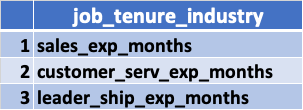 job_tenure_industry
1 sales_exp_months
2 customer_serv_exp_months
3 leader_ship_exp_months